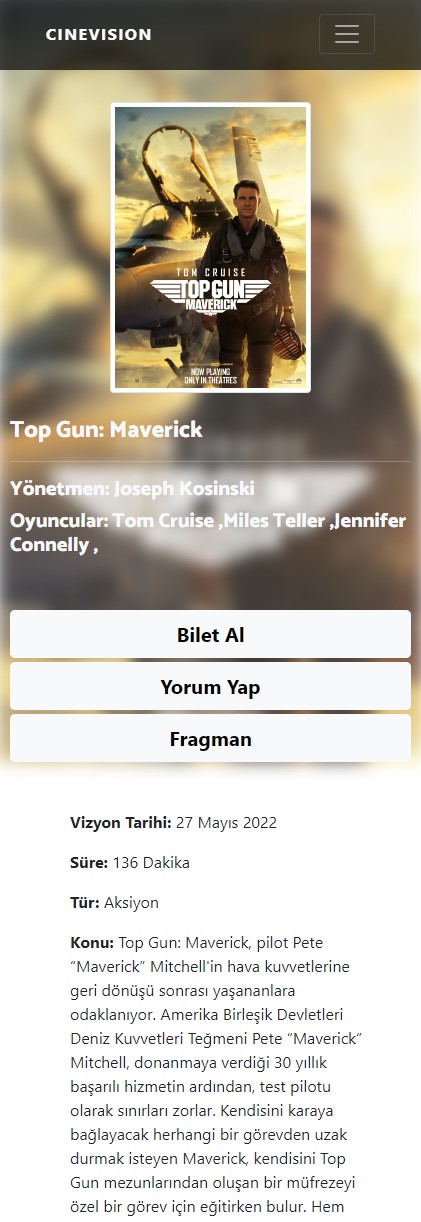 CINEVISION
TOM CRUISE
TOP GUN
MAVERICK
NOW PLAYING
ONLY IN THEATRES
Top Gun: Maverick
Yönetmen: Joseph Kosinski
Oyuncular: Tom Cruise ,Miles Teller ,Jennifer
Connelly ,
Bilet Al
Yorum Yap
Fragman
Vizyon Tarihi: 27 Mayıs 2022
Süre: 136 Dakika
Tür: Aksiyon
Konu: Top Gun: Maverick, pilot Pete
“Maverick” Mitchell'in hava kuvvetlerine
geri dönüşü sonrası yaşananlara
odaklanıyor. Amerika Birleşik Devletleri
Deniz Kuvvetleri Teğmeni Pete “Maverick”
Mitchell, donanmaya verdiği 30 yıllık
başarılı hizmetin ardından, test pilotu
olarak sınırları zorlar. Kendisini karaya
bağlayacak herhangi bir görevden uzak
durmak isteyen Maverick, kendisini Top
Gun mezunlarından oluşan bir müfrezeyi
özel bir görev için eğitirken bulur. Hem